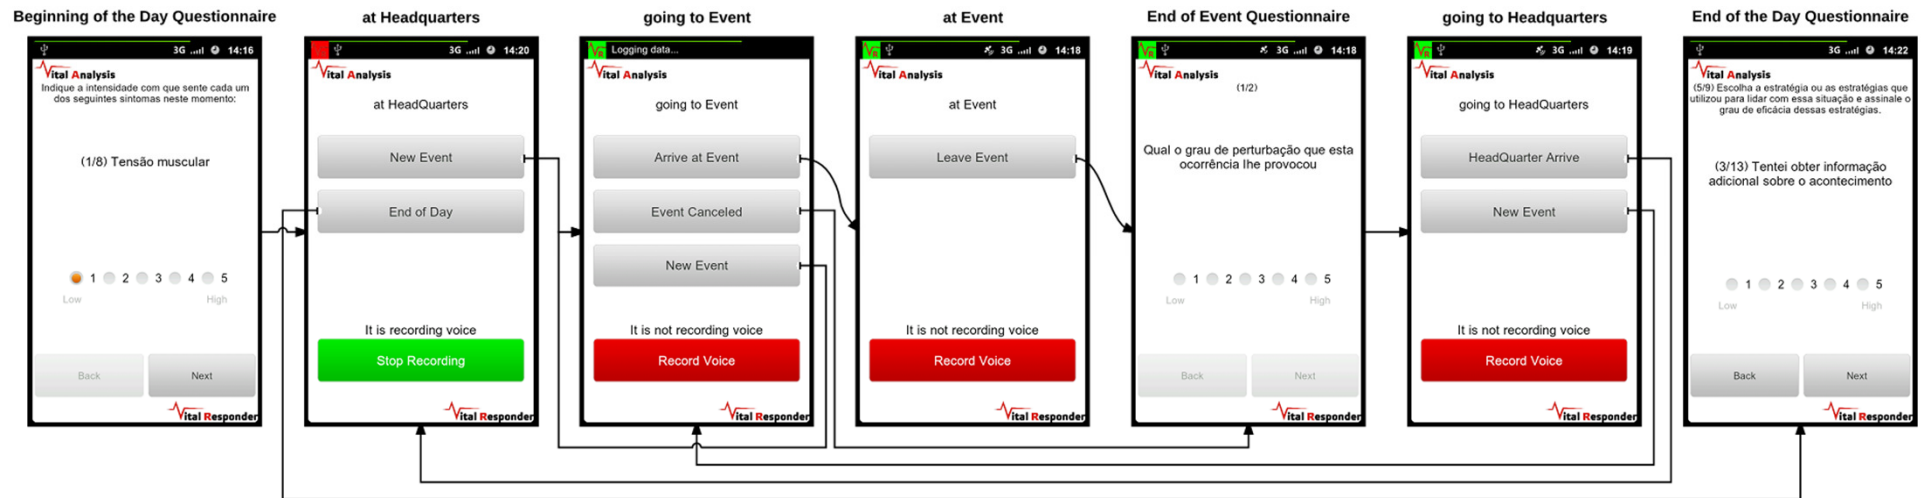 Beginning of the Day Questionnaire
3G 14:16
Vital Analysis
Indique a intensidade com que sente cada um
dos seguintes sintomas neste momento:
(1/8) Tensão muscular
1 2 3 4 5
Low High
Back Next
Vital Responder
at Headquarters
3G 14:20
Vital Analysis
at HeadQuarters
New Event
End of Day
It is recording voice
Stop Recording
Vital Responder
going to Event
Logging data...
Vital Analysis
going to Event
Arrive at Event
Event Canceled
New Event
It is not recording voice
Record Voice
Vital Responder
at Event
3G 14:18
Vital Analysis
at Event
Leave Event
It is not recording voice
Record Voice
Vital Responder
End of Event Questionnaire
3G 14:18
Vital Analysis
(1/2)
Qual o grau de perturbação que esta
ocorrência lhe provocou
1 2 3 4 5
Low High
Back Next
Vital Responder
going to Headquarters
3G 14:19
Vital Analysis
going to HeadQuarters
HeadQuarter Arrive
New Event
It is not recording voice
Record Voice
Vital Responder
End of the Day Questionnaire
3G 14:22
Vital Analysis
(5/9) Escolha a estratégia ou as estratégias que
utilizou para lidar com essa situação e assinale o
grau de eficácia dessas estratégias.
(3/13) Tentei obter informação
adicional sobre o acontecimento
1 2 3 4 5
Low High
Back Next
Vital Responder